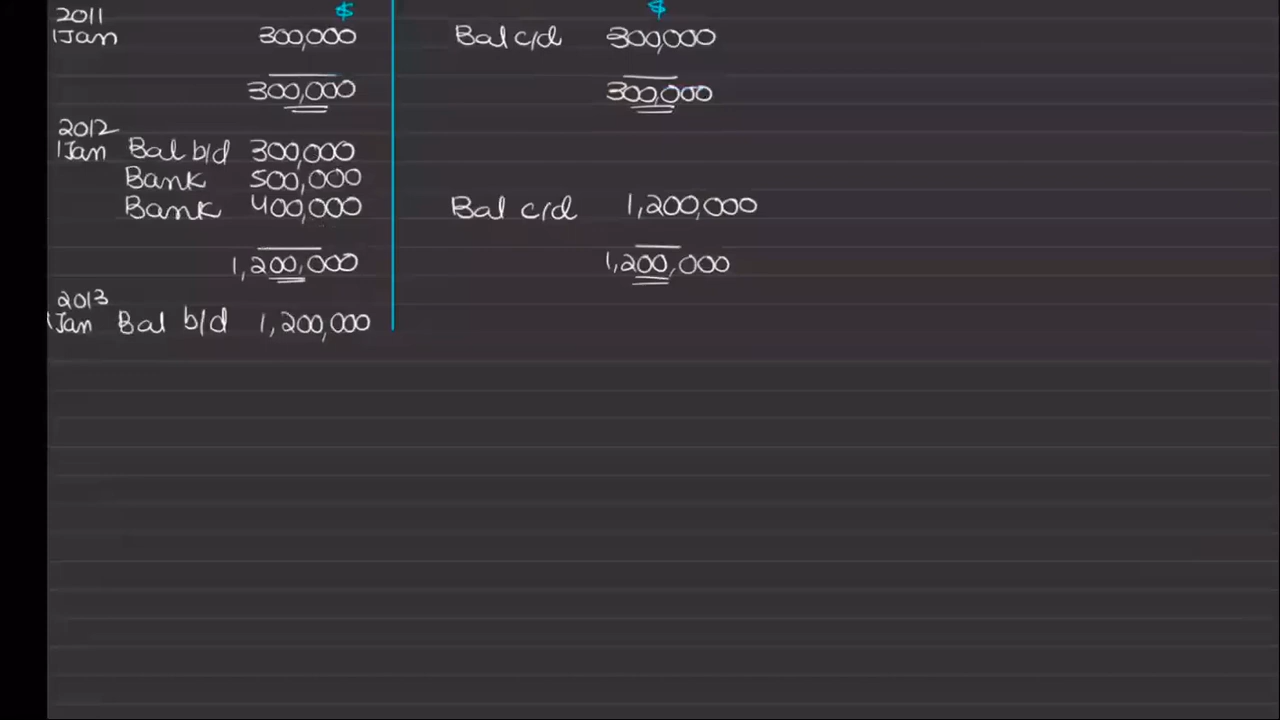 2011 $ $
1Jan 300,000 Bal c/d 300,000
300,000 300,000
2012
1Jan Bal b/d 300,000
Bank 500,000
Bank 400,000 Bal c/d 1,200,000
1,200,000 1,200,000
2013
1Jan Bal b/d 1,200,000